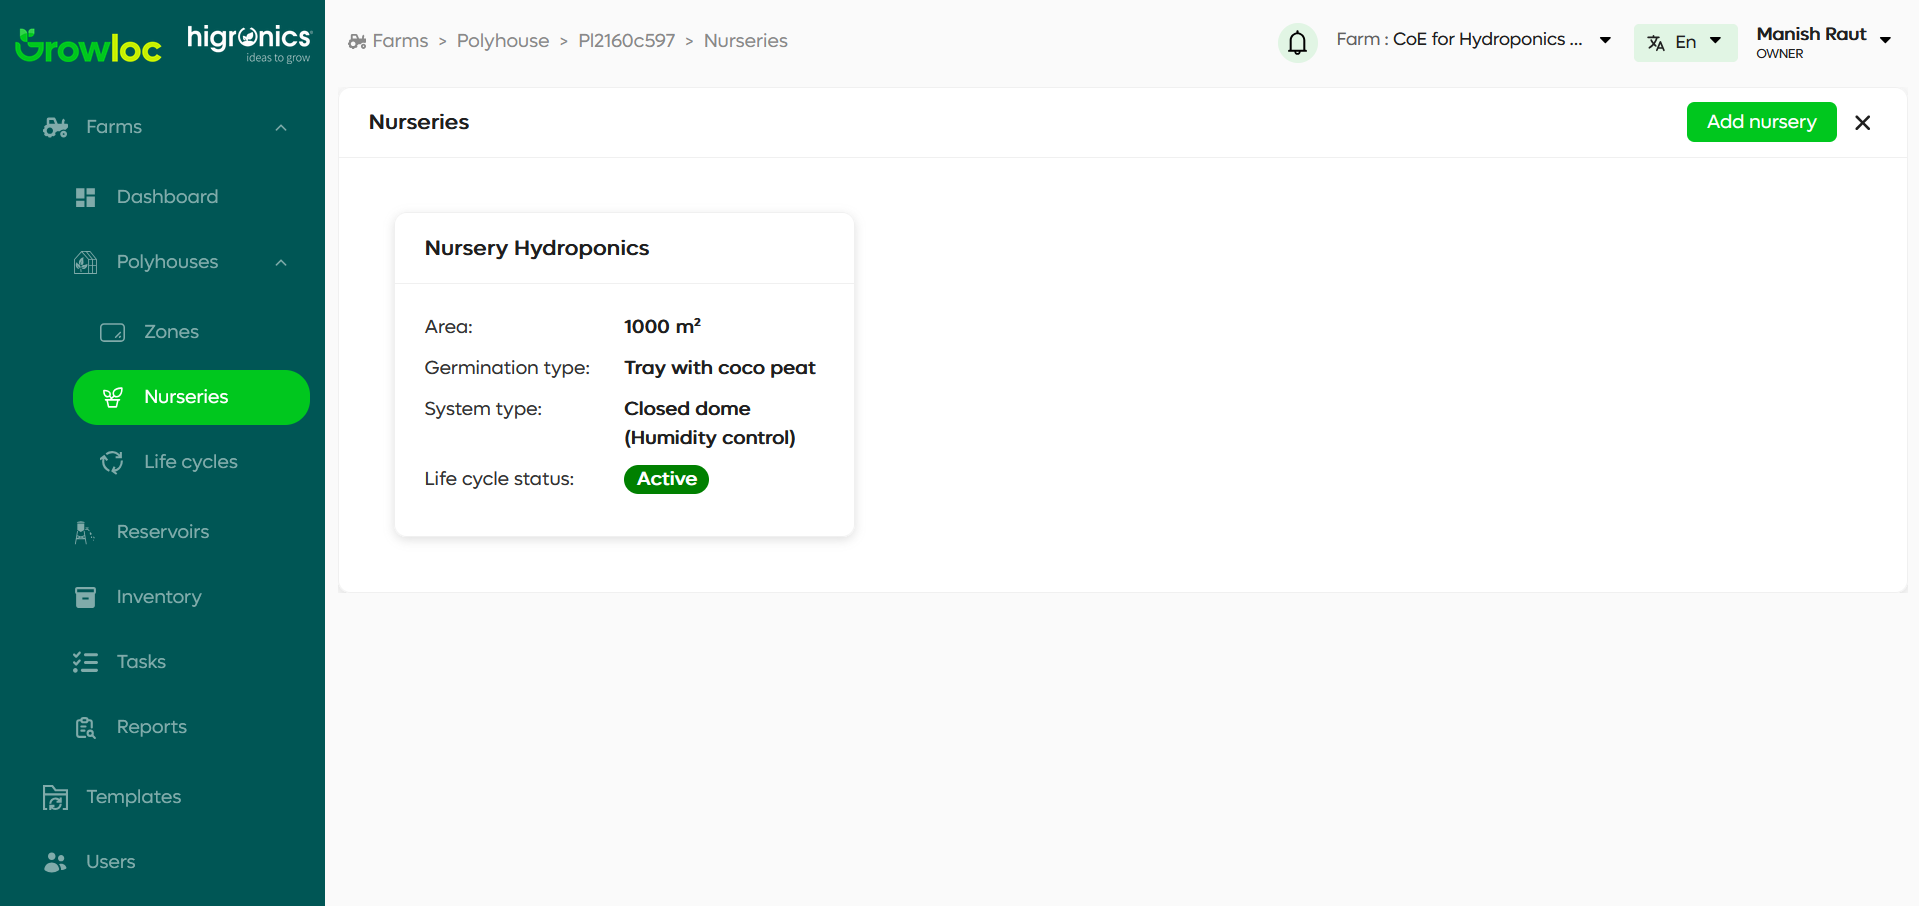 Growloc
higronics
ideas to grow
Farms > Polyhouse > Pl2160c597 > Nurseries
Farm : CoE for Hydroponics ...
En
Manish Raut
OWNER
Farms
Dashboard
Polyhouses
Zones
Nurseries
Life cycles
Reservoirs
Inventory
Tasks
Reports
Templates
Users
Nurseries
Add nursery
Nursery Hydroponics
Area: 1000 m²
Germination type: Tray with coco peat
System type: Closed dome
(Humidity control)
Life cycle status: Active